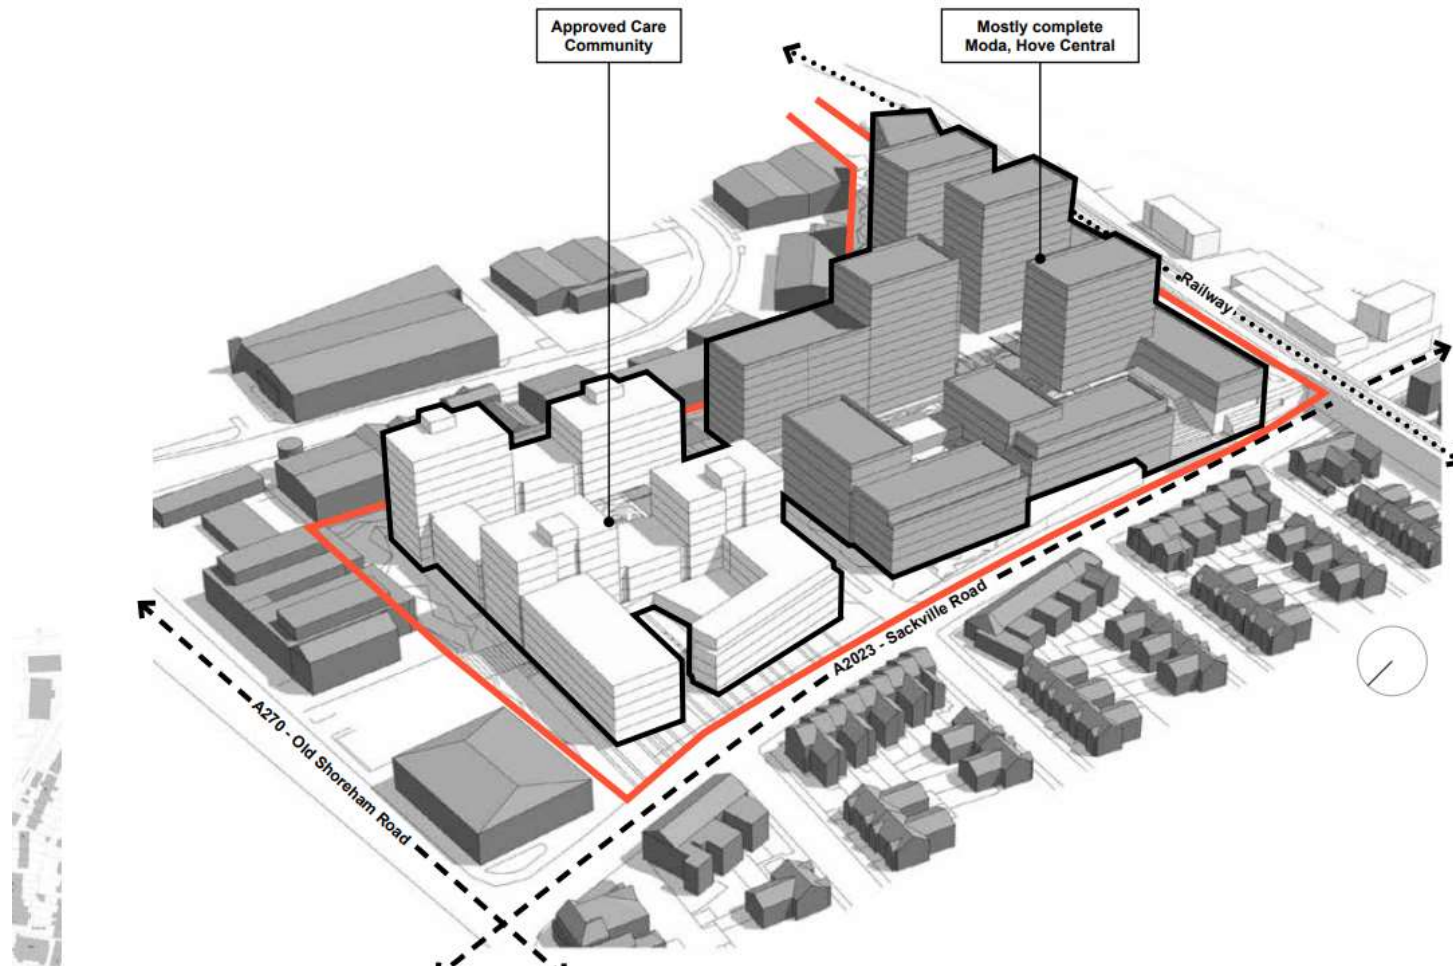 Approved Care
Community
Mostly complete
Moda, Hove Central
Railway
A2023 - Sackville Road
A270 - Old Shoreham Road